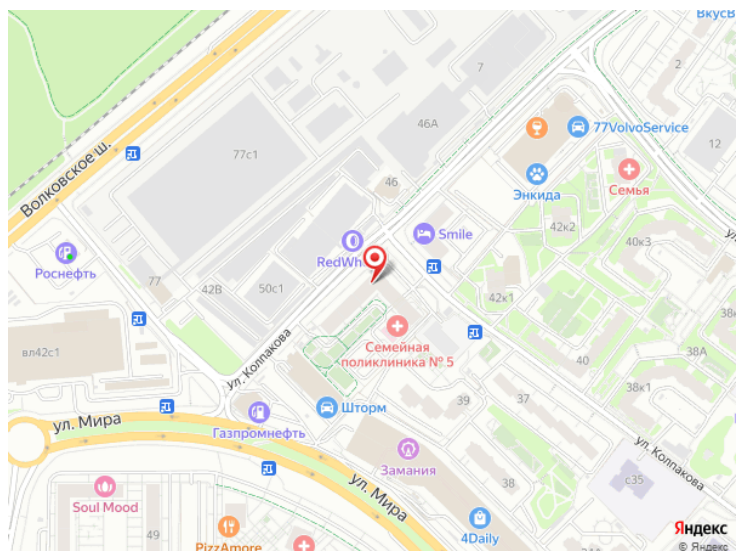 ВкусВ
2
7
46А
77VolvoService
12
77с1
Волковское ш.
46
Энкида
Семья
42к2
Smile
40к3
RedWh
Роснефть
77
42В
50с1
42к1
38к
вл42с1
ул. Колпакова
Семейная
поликлиника № 5
40
38А
38к1
39
37
Шторм
ул. Мира
Газпромнефть
Замания
ул. Колпакова
38
с35
ул. Мира
Soul Mood
49
4Daily
PizzAmore
Яндекс
© Яндекс